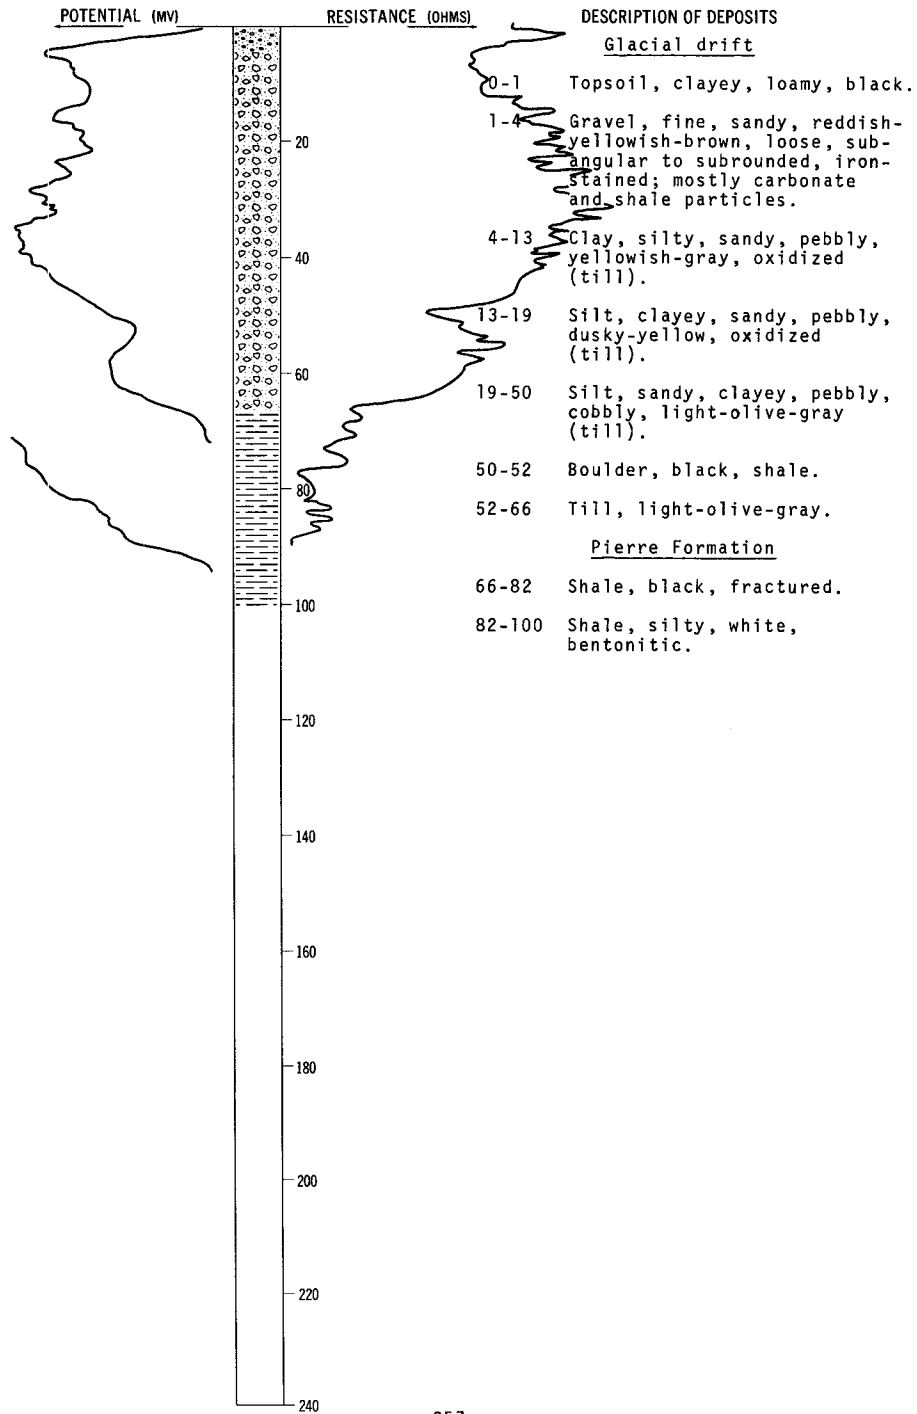 POTENTIAL (MV) RESISTANCE (OHMS) DESCRIPTION OF DEPOSITS
Glacial drift
0-1 Topsoil, clayey, loamy, black.
1-4 Gravel, fine, sandy, reddish-
yellowish-brown, loose, sub-
angular to subrounded, iron-
stained; mostly carbonate
and shale particles.
4-13 Clay, silty, sandy, pebbly,
yellowish-gray, oxidized
(till).
13-19 Silt, clayey, sandy, pebbly,
dusky-yellow, oxidized
(till).
19-50 Silt, sandy, clayey, pebbly,
cobbly, light-olive-gray
(till).
50-52 Boulder, black, shale.
52-66 Till, light-olive-gray.
Pierre Formation
66-82 Shale, black, fractured.
82-100 Shale, silty, white,
bentonitic.
20
40
60
80
100
120
140
160
180
200
220
240